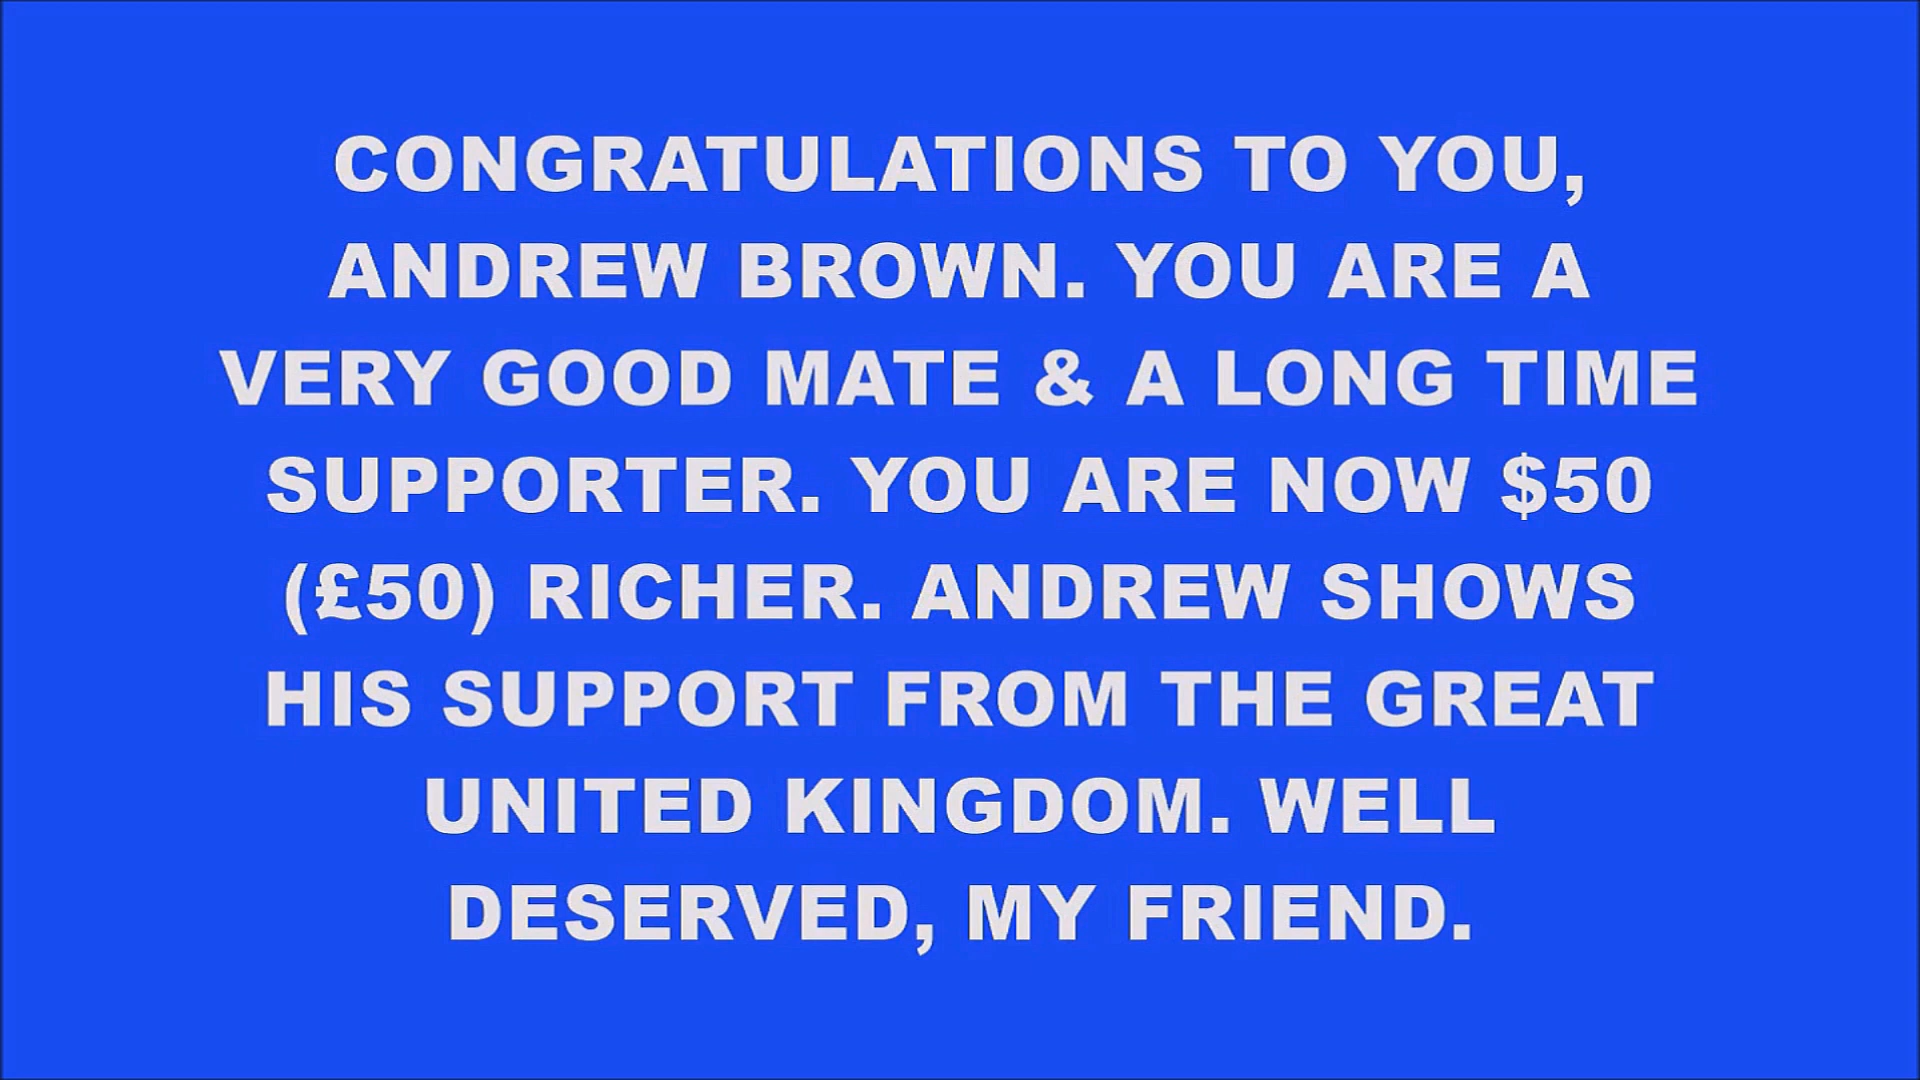 CONGRATULATIONS TO YOU,
ANDREW BROWN. YOU ARE A
VERY GOOD MATE & A LONG TIME
SUPPORTER. YOU ARE NOW $50
(£50) RICHER. ANDREW SHOWS
HIS SUPPORT FROM THE GREAT
UNITED KINGDOM. WELL
DESERVED, MY FRIEND.